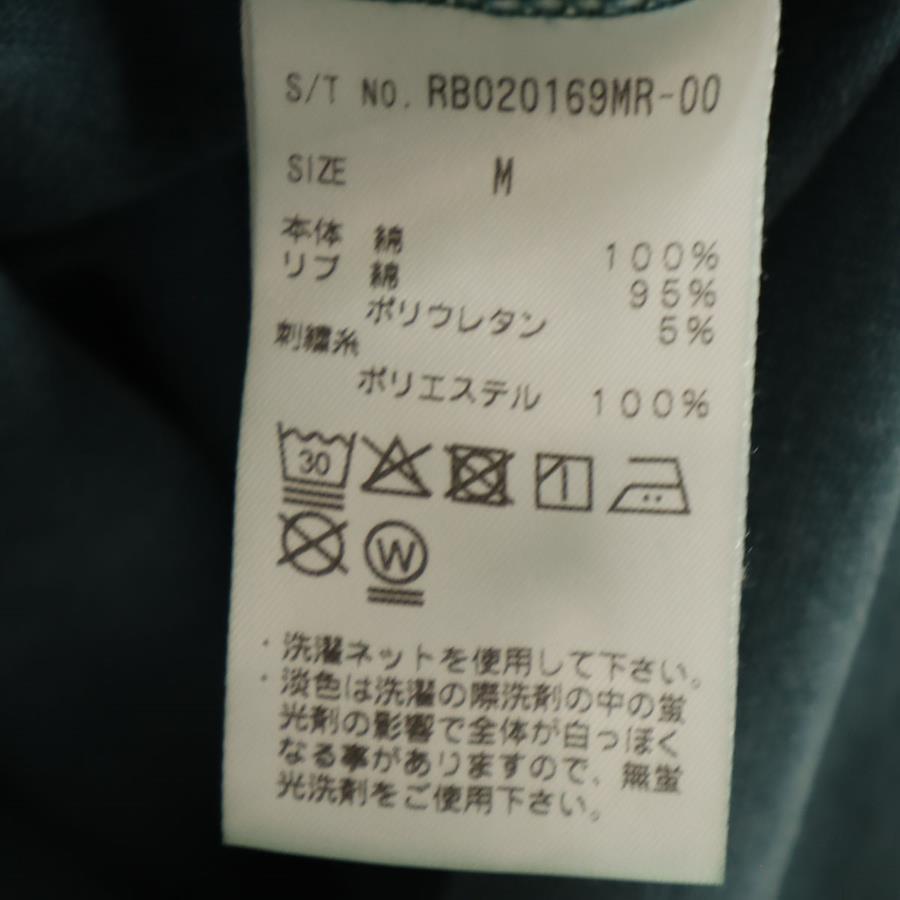 S/T No. RB020169MR-00
SIZE M
本体 綿 100%
リブ 綿 95%
ポリウレタン 5%
刺繍糸
ポリエステル 100%
30
W
・洗濯ネットを使用して下さい。
・淡色は洗濯の際洗剤の中の蛍
光剤の影響で全体が白っぽく
なる事がありますので、無蛍
光洗剤をご使用下さい。